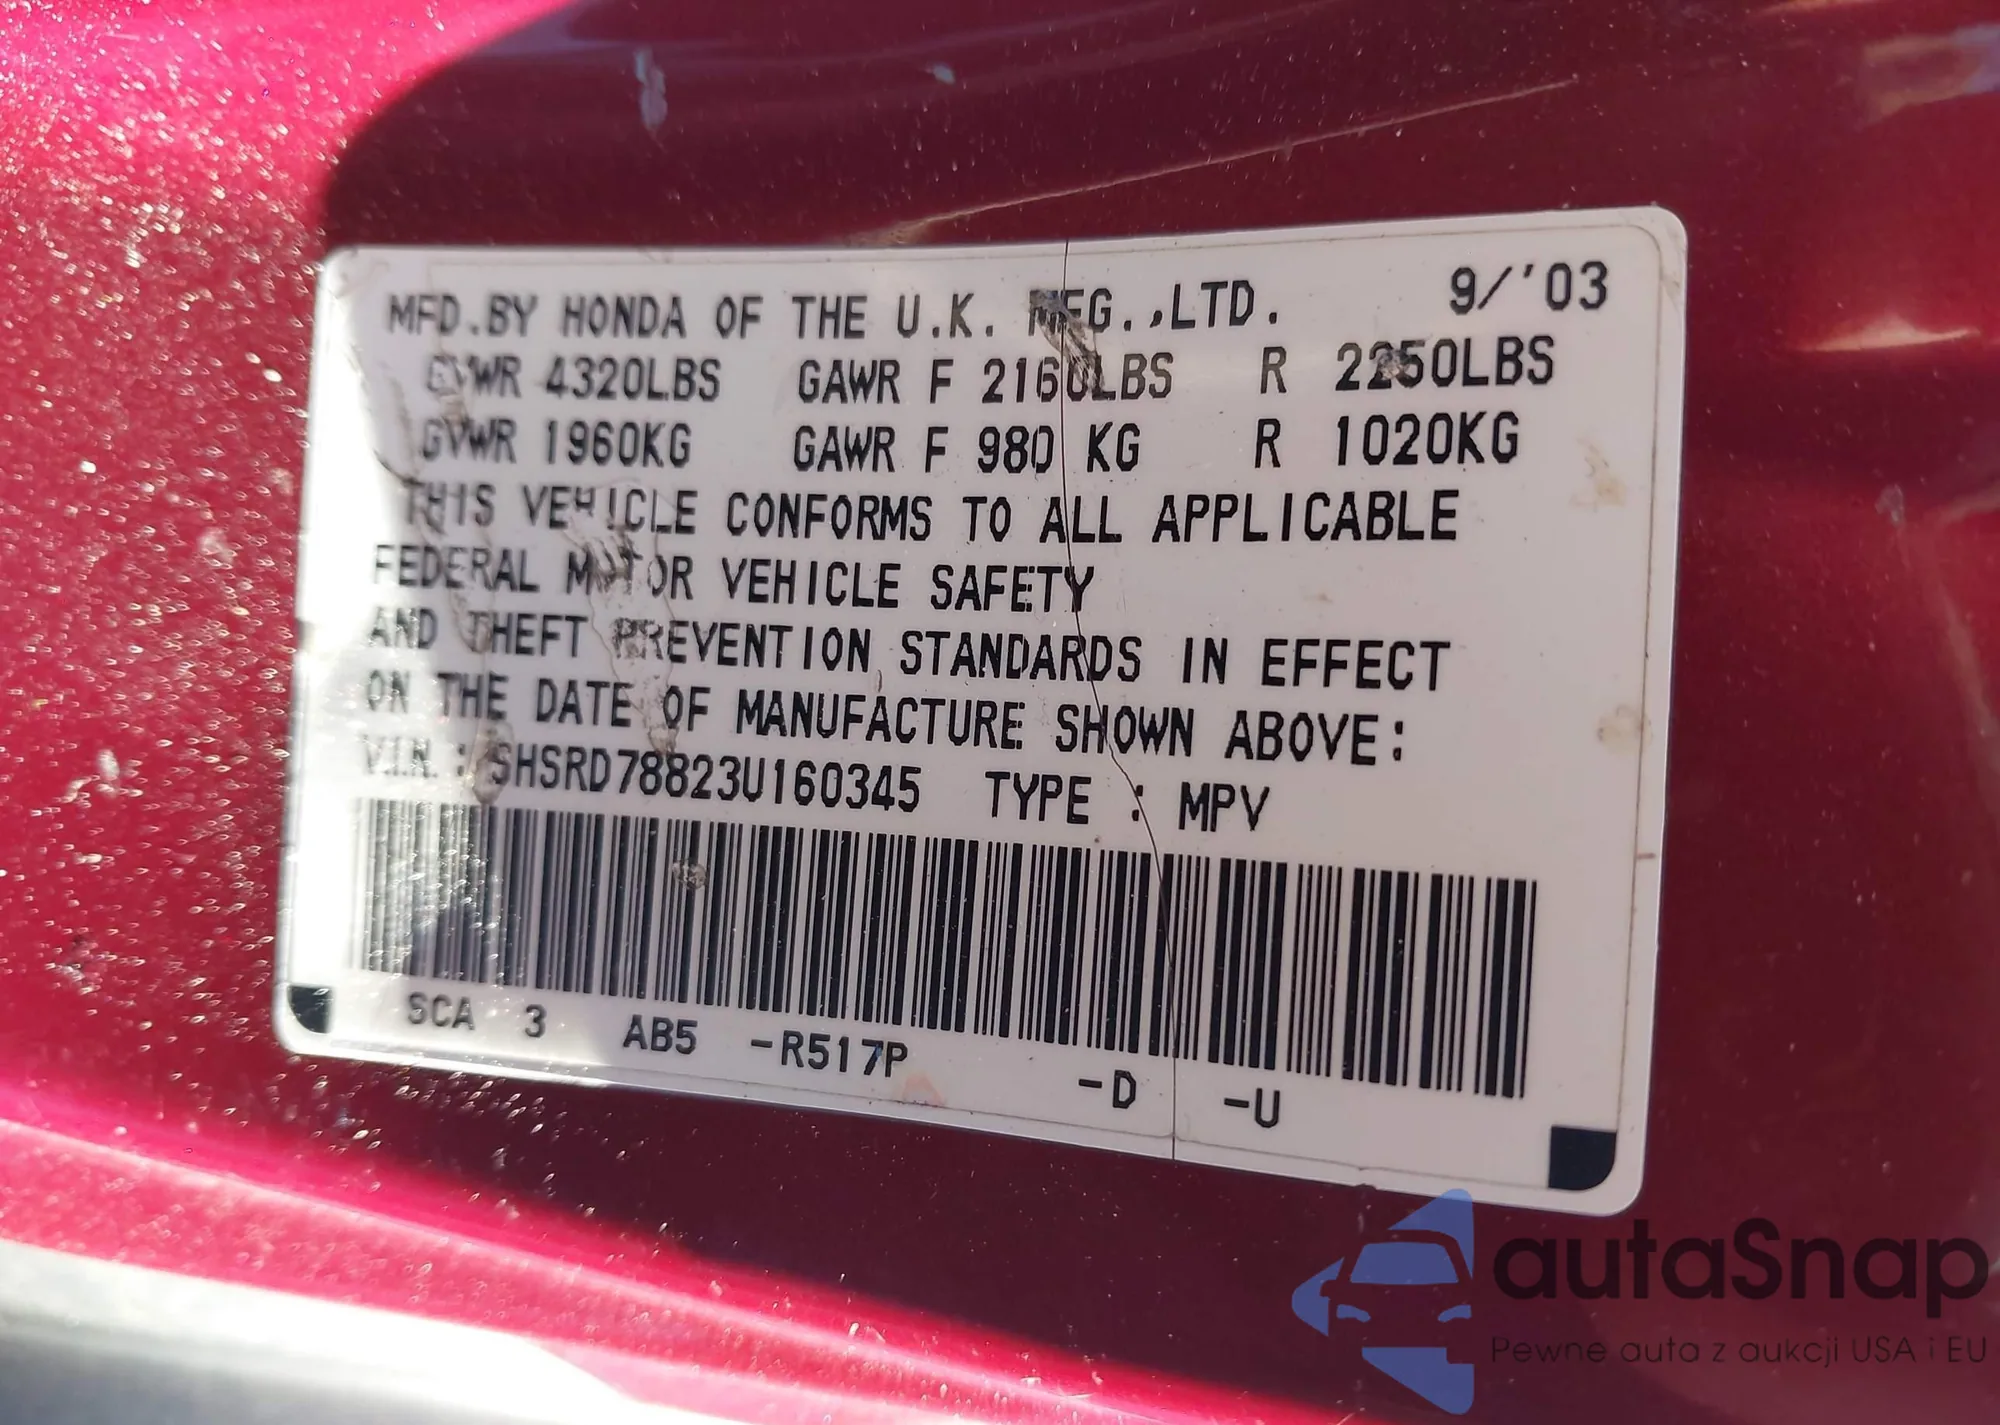 MFD.BY HONDA OF THE U.K. MFG.,LTD. 9/'03
GVWR 4320LBS GAWR F 2160LBS R 2250LBS
GVWR 1960KG GAWR F 980 KG R 1020KG
THIS VEHICLE CONFORMS TO ALL APPLICABLE
FEDERAL MOTOR VEHICLE SAFETY
AND THEFT PREVENTION STANDARDS IN EFFECT
ON THE DATE OF MANUFACTURE SHOWN ABOVE:
V.I.N. : SHSRD78823U160345 TYPE : MPV
SCA 3 AB5 -R517P -D -U
autaSnap
Pewne auta z aukcji USA i EU